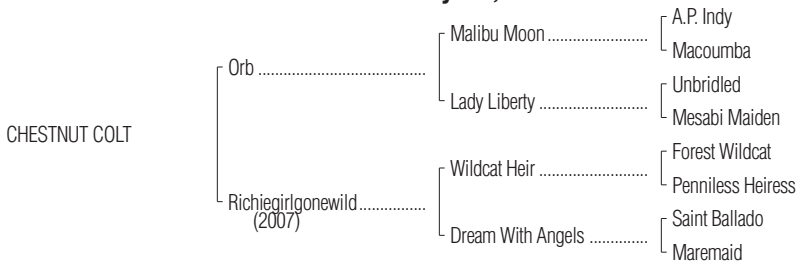 A.P. Indy
Malibu Moon
Macoumba
Orb
Unbridled
Lady Liberty
Mesabi Maiden
CHESTNUT COLT
Forest Wildcat
Wildcat Heir
Penniless Heiress
Richiegirlgonewild
(2007)
Saint Ballado
Dream With Angels
Maremaid